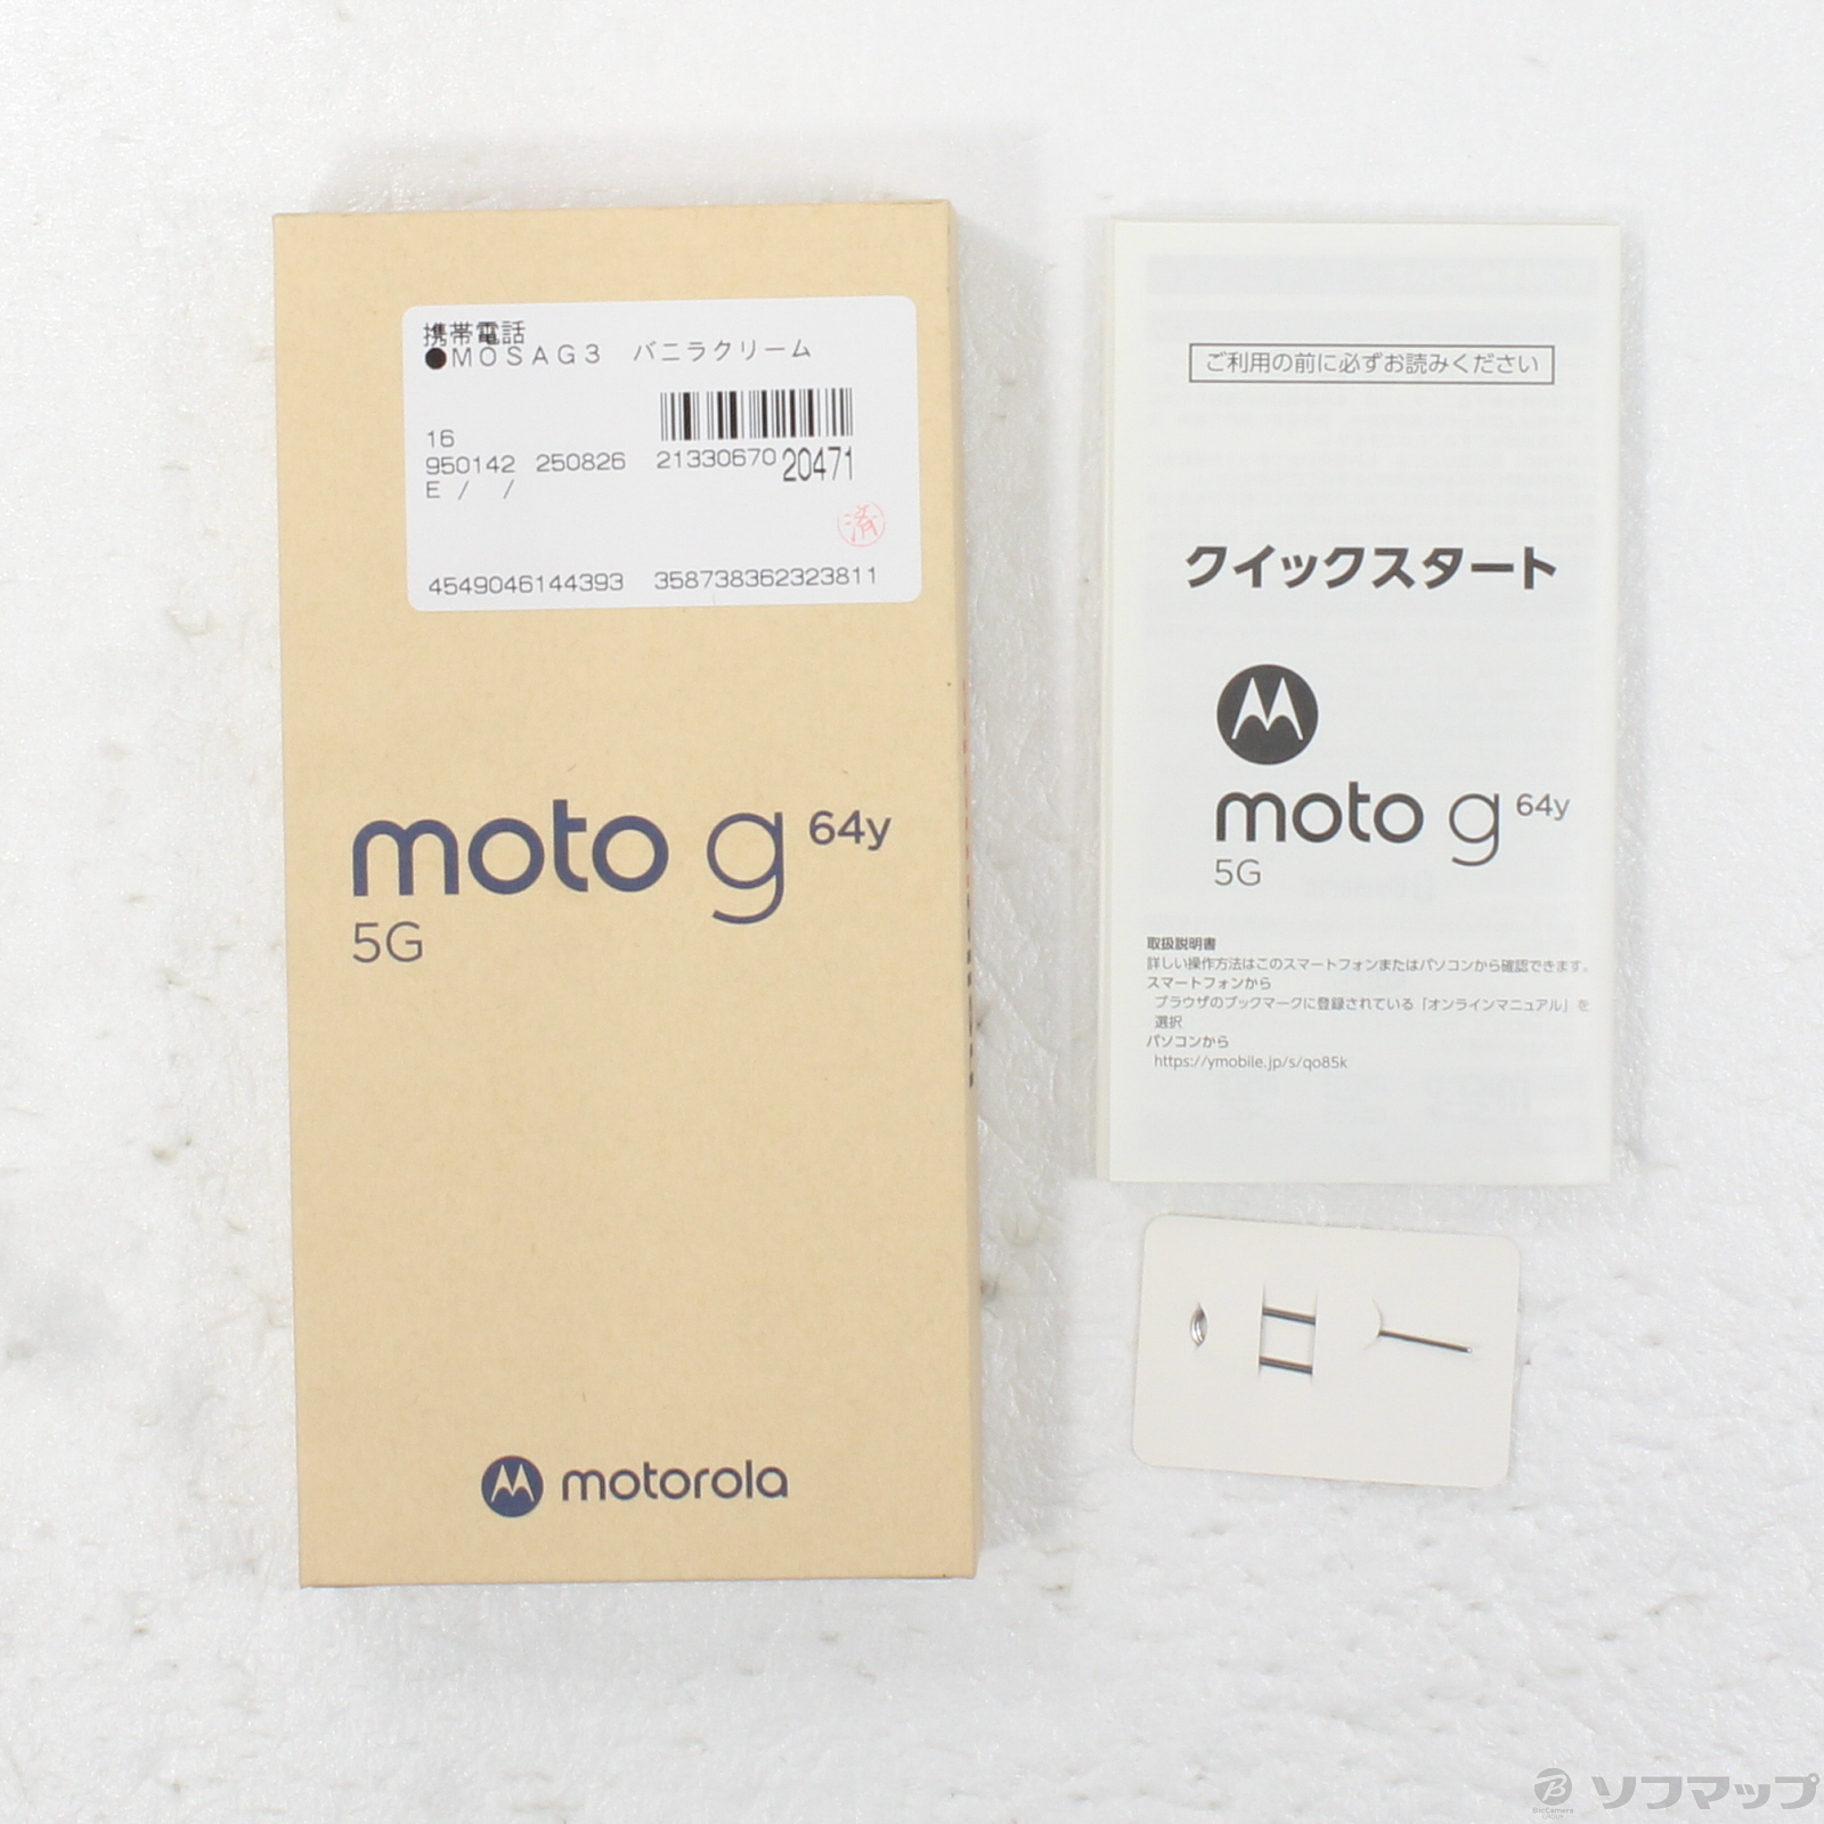 携帯電話
●MOSAG3 バニラクリーム
16
950142 250826 2133067020471
E / /
済
4549046144393 358738362323811
moto g 64y
5G
motorola
ご利用の前に必ずお読みください
クイックスタート
moto g 64y
5G
取扱説明書
詳しい操作方法はこのスマートフォンまたはパソコンから確認できます。
スマートフォンから
ブラウザのブックマークに登録されている「オンラインマニュアル」を
選択
パソコンから
https://ymobile.jp/s/qo85k
B
BicCamera
GROUP
ソフマップ